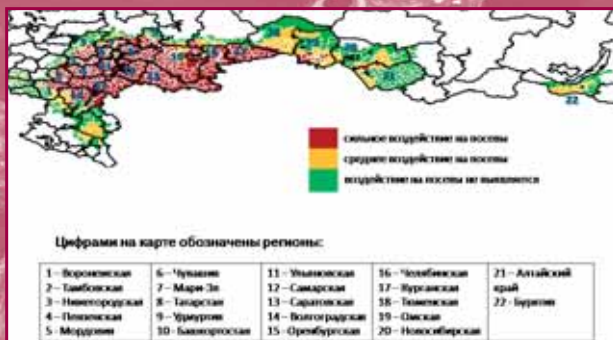 22
сильное воздействие на посевы
среднее воздействие на посевы
воздействие на посевы не выявляется
Цифрами на карте обозначены регионы:
1 – Воронежская
2 – Тамбовская
3 – Нижегородская
4 – Пензенская
5 - Мордовия
6 – Чувашия
7 – Мари-Эл
8 – Татарстан
9 – Удмуртия
10 – Башкортостан
11 – Ульяновская
12 – Самарская
13 – Саратовская
14 – Волгоградская
15 – Оренбургская
16 – Челябинская
17 – Курганская
18 – Тюменская
19 – Омская
20 – Новосибирская
21 – Алтайский
край
22 - Бурятия